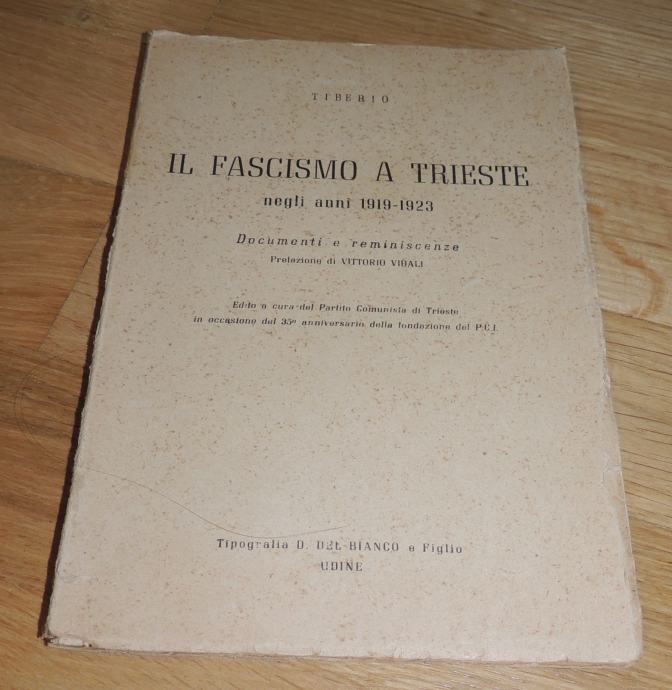 TIBERIO
IL FASCISMO A TRIESTE
negli anni 1919-1923
Documenti e reminiscenze
Prefazione di VITTORIO VIDALI
Edito a cura del Partito Comunista di Trieste
in occasione del 35º anniversario della fondazione del P.C.I.
Tipografia D. DEL BIANCO e Figlio
UDINE